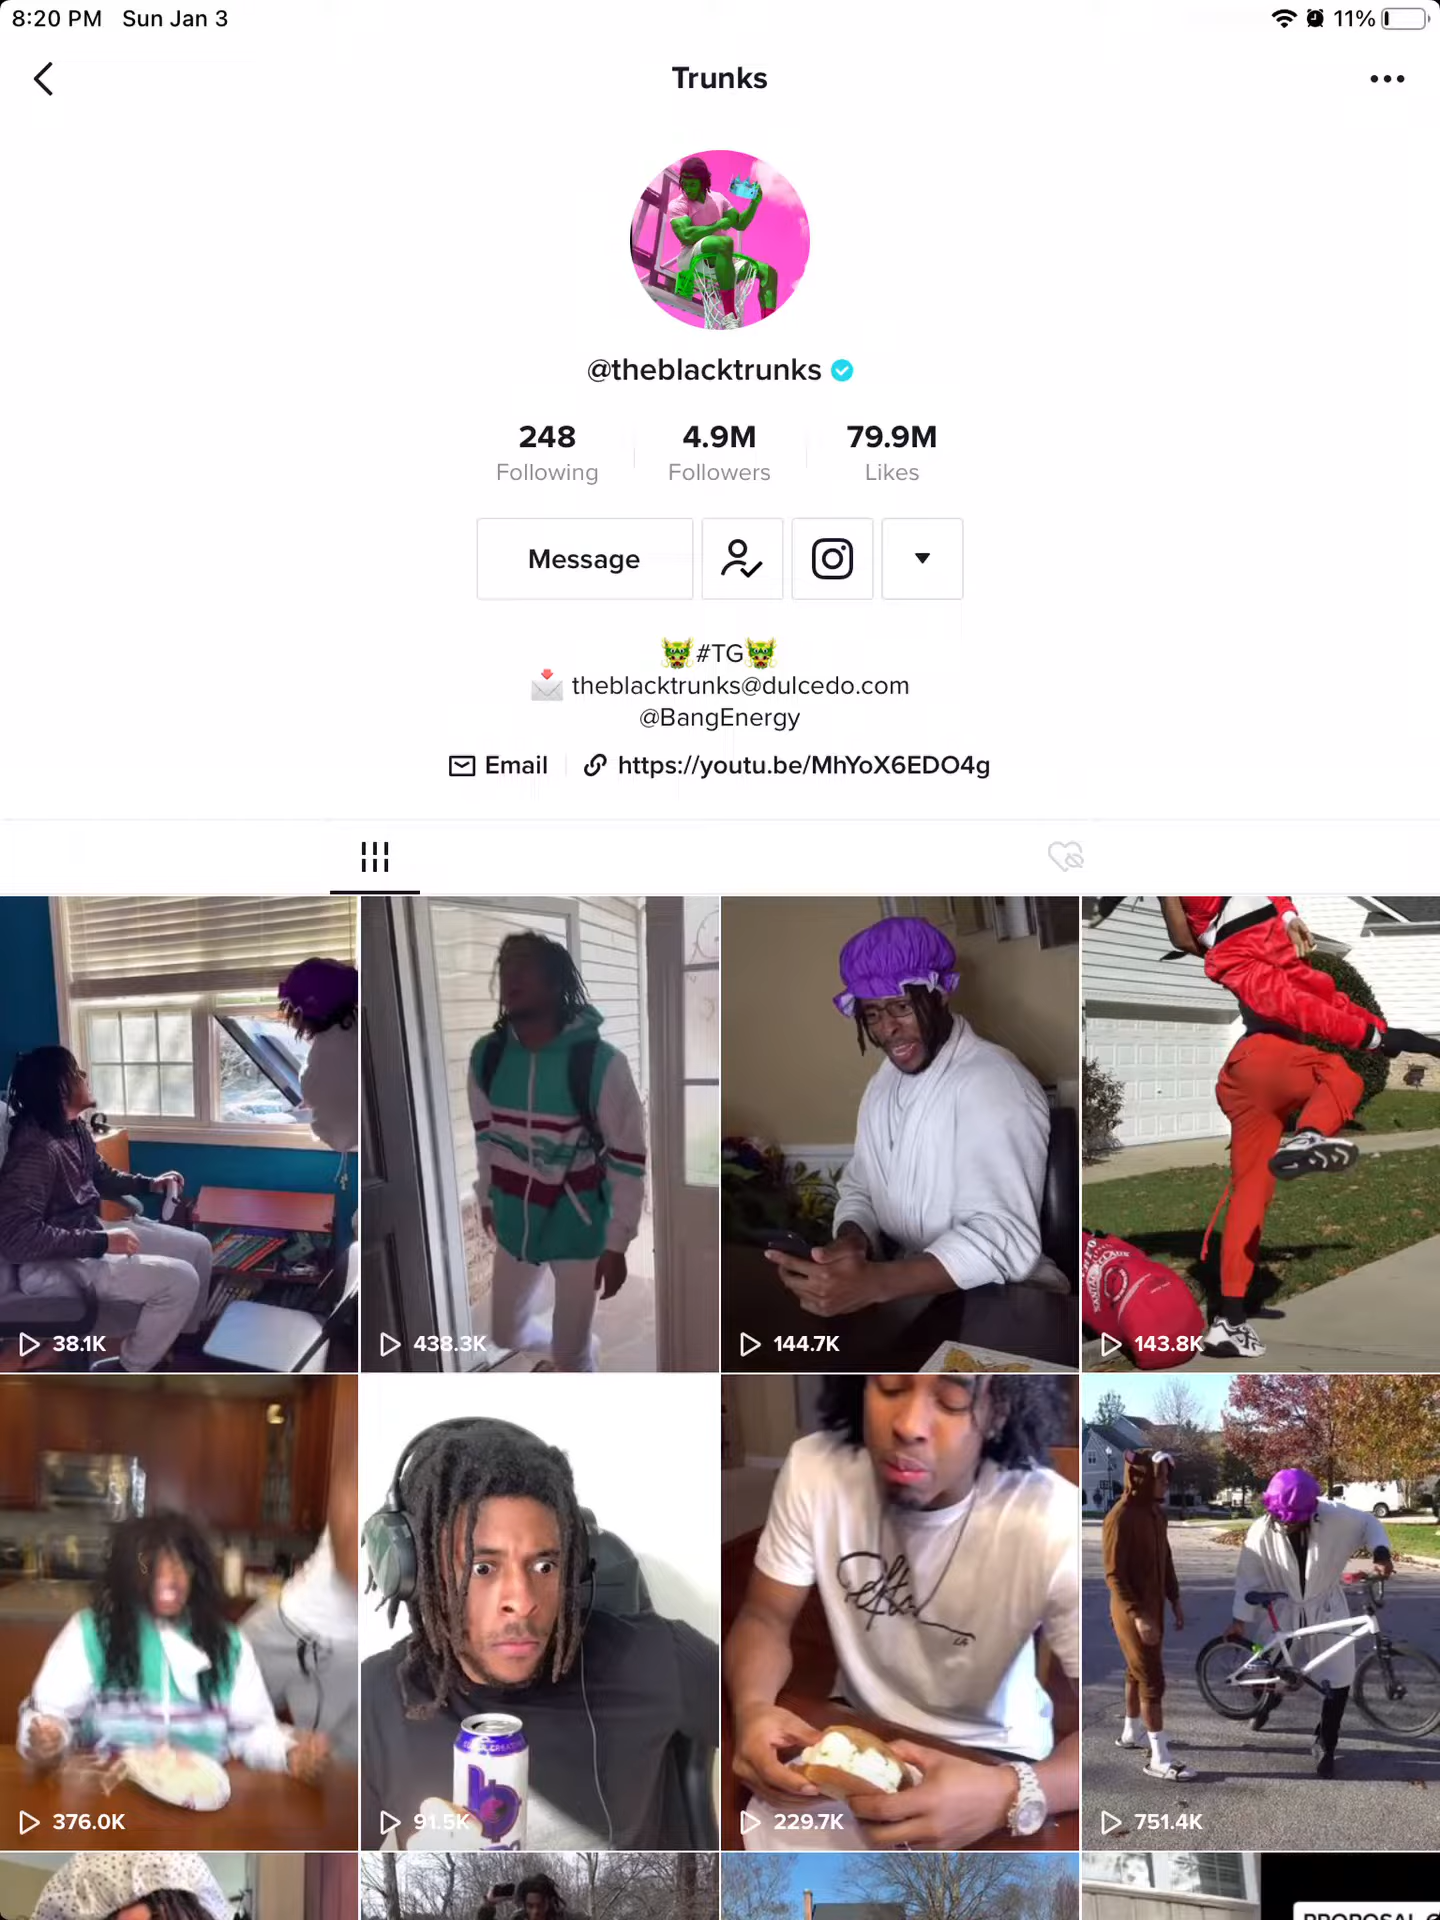 8:20 PM Sun Jan 3
11%
Trunks
@theblacktrunks
248 4.9M 79.9M
Following Followers Likes
Message
#TG
theblacktrunks@dulcedo.com
@BangEnergy
Email https://youtu.be/MhYoX6EDO4g
38.1K 438.3K 144.7K 143.8K
376.0K 91.5K 229.7K 751.4K